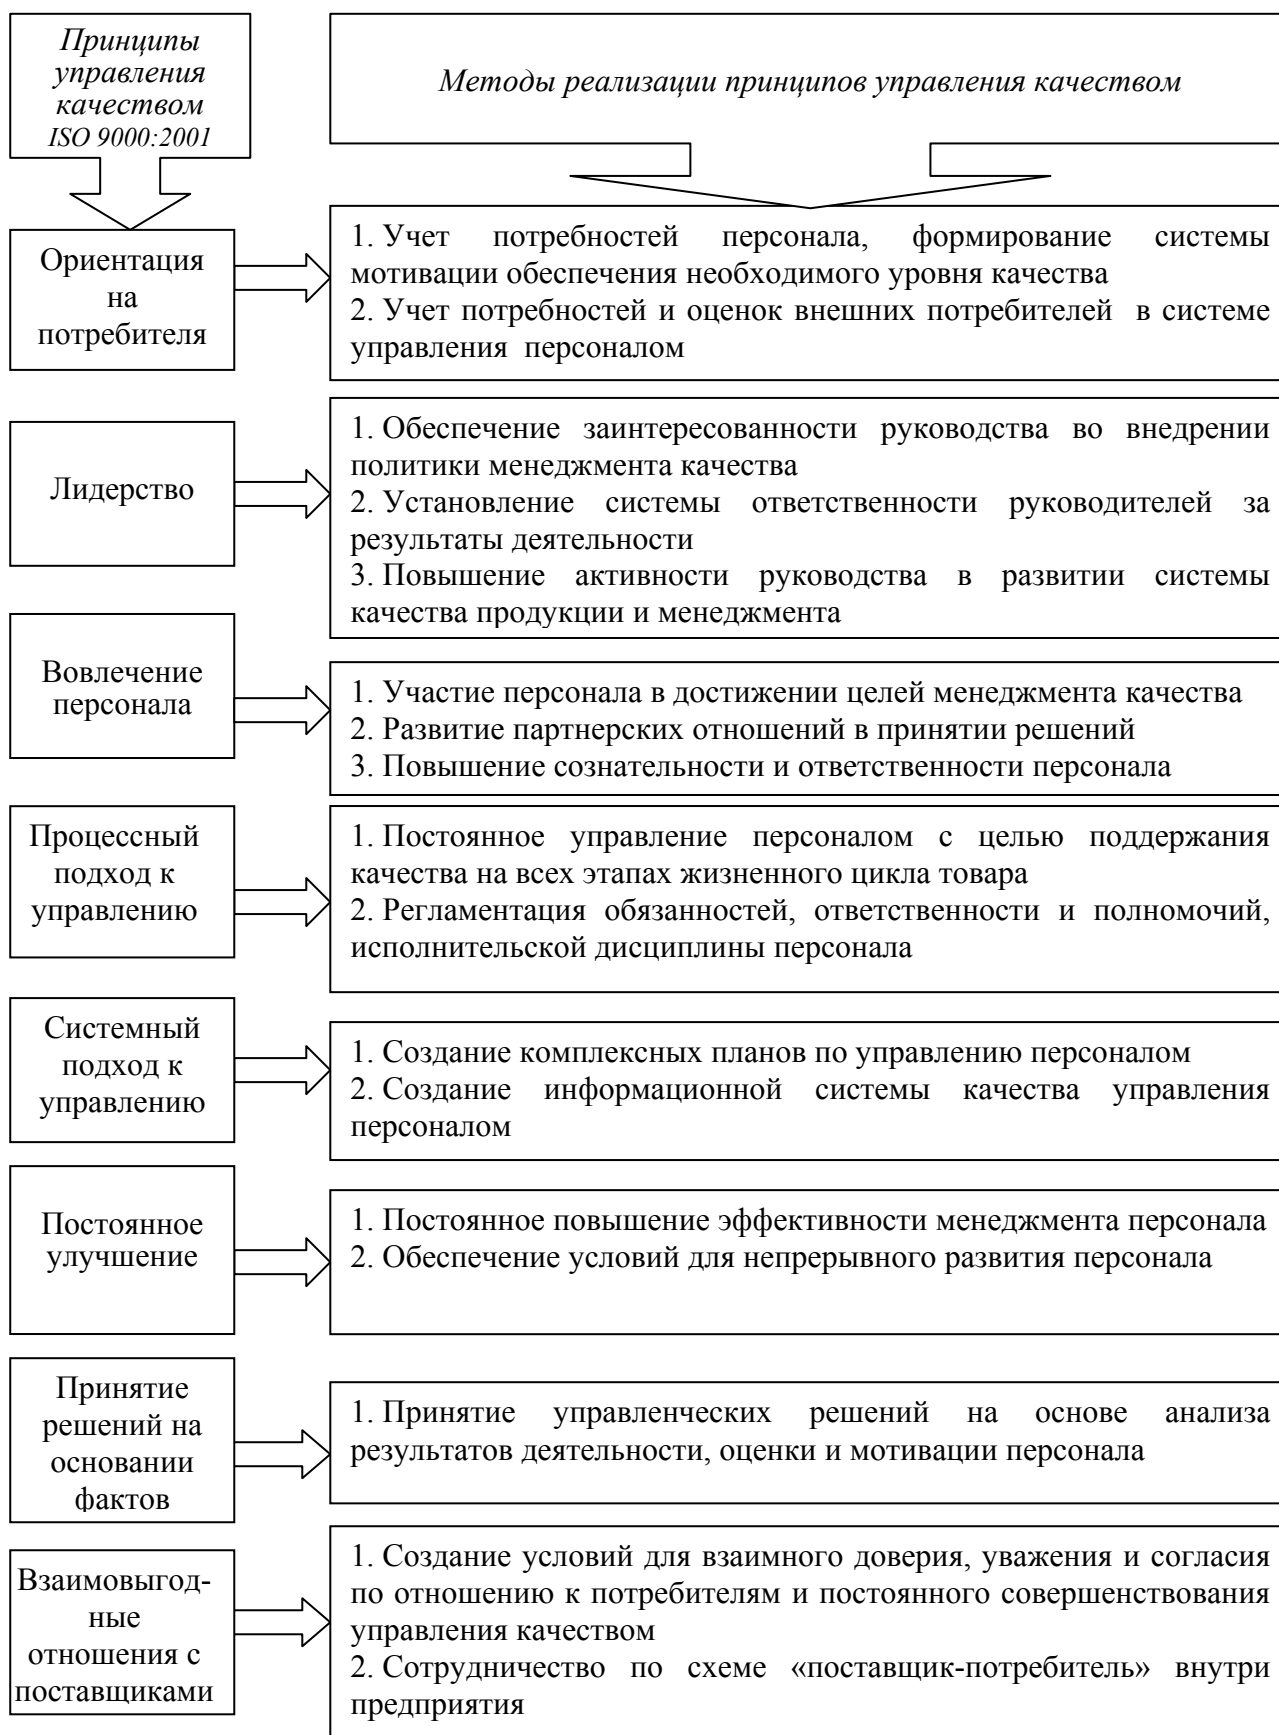 Принципы
управления
качеством
ISO 9000:2001
Методы реализации принципов управления качеством
Ориентация
на
потребителя
1. Учет потребностей персонала, формирование системы
мотивации обеспечения необходимого уровня качества
2. Учет потребностей и оценок внешних потребителей в системе
управления персоналом
Лидерство
1. Обеспечение заинтересованности руководства во внедрении
политики менеджмента качества
2. Установление системы ответственности руководителей за
результаты деятельности
3. Повышение активности руководства в развитии системы
качества продукции и менеджмента
Вовлечение
персонала
1. Участие персонала в достижении целей менеджмента качества
2. Развитие партнерских отношений в принятии решений
3. Повышение сознательности и ответственности персонала
Процессный
подход к
управлению
1. Постоянное управление персоналом с целью поддержания
качества на всех этапах жизненного цикла товара
2. Регламентация обязанностей, ответственности и полномочий,
исполнительской дисциплины персонала
Системный
подход к
управлению
1. Создание комплексных планов по управлению персоналом
2. Создание информационной системы качества управления
персоналом
Постоянное
улучшение
1. Постоянное повышение эффективности менеджмента персонала
2. Обеспечение условий для непрерывного развития персонала
Принятие
решений на
основании
фактов
1. Принятие управленческих решений на основе анализа
результатов деятельности, оценки и мотивации персонала
Взаимовыгод-
ные
отношения с
поставщиками
1. Создание условий для взаимного доверия, уважения и согласия
по отношению к потребителям и постоянного совершенствования
управления качеством
2. Сотрудничество по схеме «поставщик-потребитель» внутри
предприятия